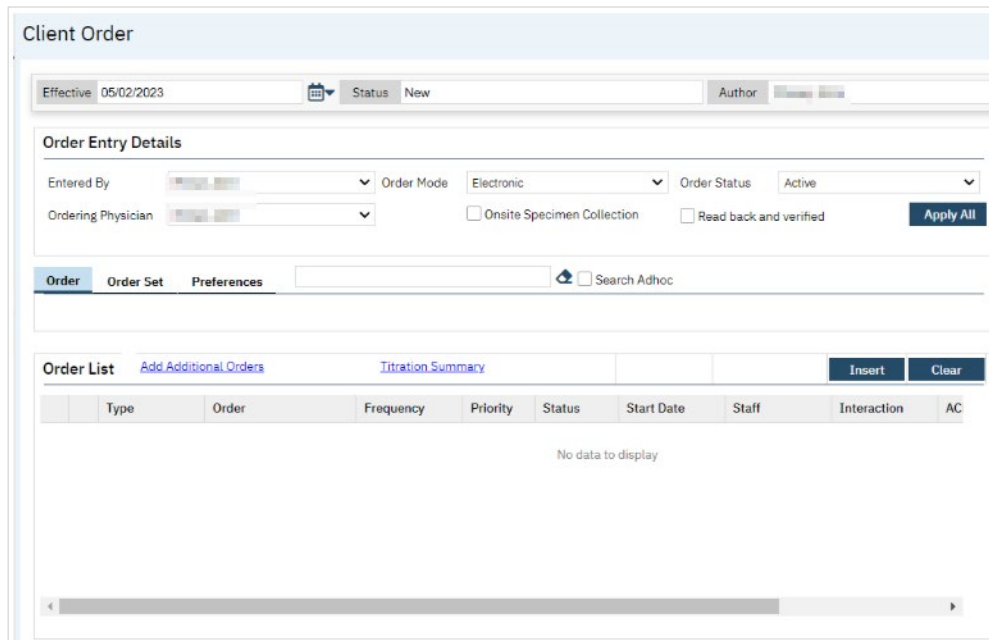 Client Order
Effective 05/02/2023 Status New Author
Order Entry Details
Entered By Order Mode Electronic Order Status Active
Ordering Physician Onsite Specimen Collection Read back and verified Apply All
Order Order Set Preferences Search Adhoc
Order List Add Additional Orders Titration Summary Insert Clear
Type Order Frequency Priority Status Start Date Staff Interaction AC
No data to display